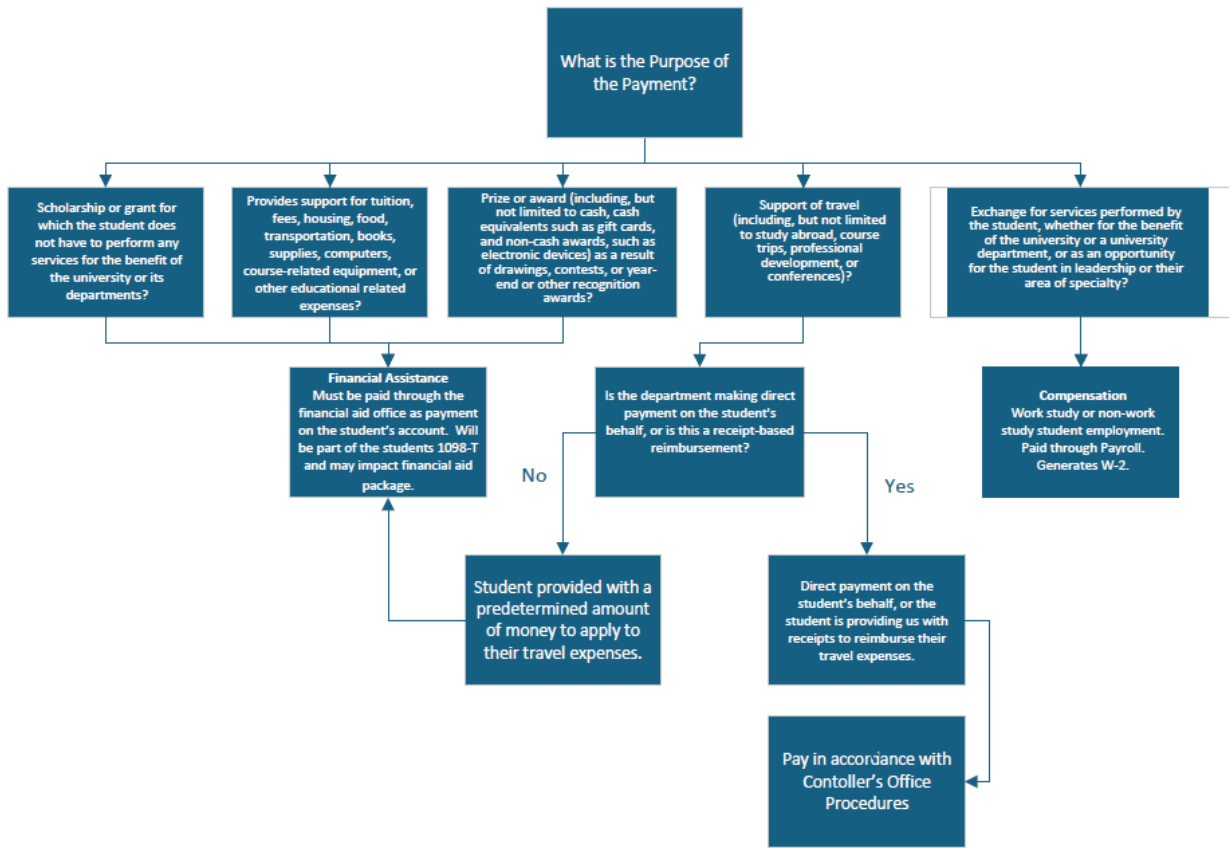 What is the Purpose of
the Payment?
Scholarship or grant for
which the student does
not have to perform any
services for the benefit of
the university or its
departments?
Provides support for tuition,
fees, housing, food,
transportation, books,
supplies, computers,
course-related equipment, or
other educational related
expenses?
Prize or award (including, but
not limited to cash, cash
equivalents such as gift cards,
and non-cash awards, such as
electronic devices) as a result
of drawings, contests, or year-
end or other recognition
awards?
Support of travel
(including, but not limited
to study abroad, course
trips, professional
development, or
conferences)?
Exchange for services performed by
the student, whether for the benefit
of the university or a university
department, or as an opportunity
for the student in leadership or their
area of specialty?
Financial Assistance
Must be paid through the
financial aid office as payment
on the student's account. Will
be part of the students 1098-T
and may impact financial aid
package.
Is the department making direct
payment on the student's
behalf, or is this a receipt-based
reimbursement?
Compensation
Work study or non-work
study student employment.
Paid through Payroll.
Generates W-2.
No
Yes
Student provided with a
predetermined amount
of money to apply to
their travel expenses.
Direct payment on the
student's behalf, or the
student is providing us with
receipts to reimburse their
travel expenses.
Pay in accordance with
Contoller's Office
Procedures